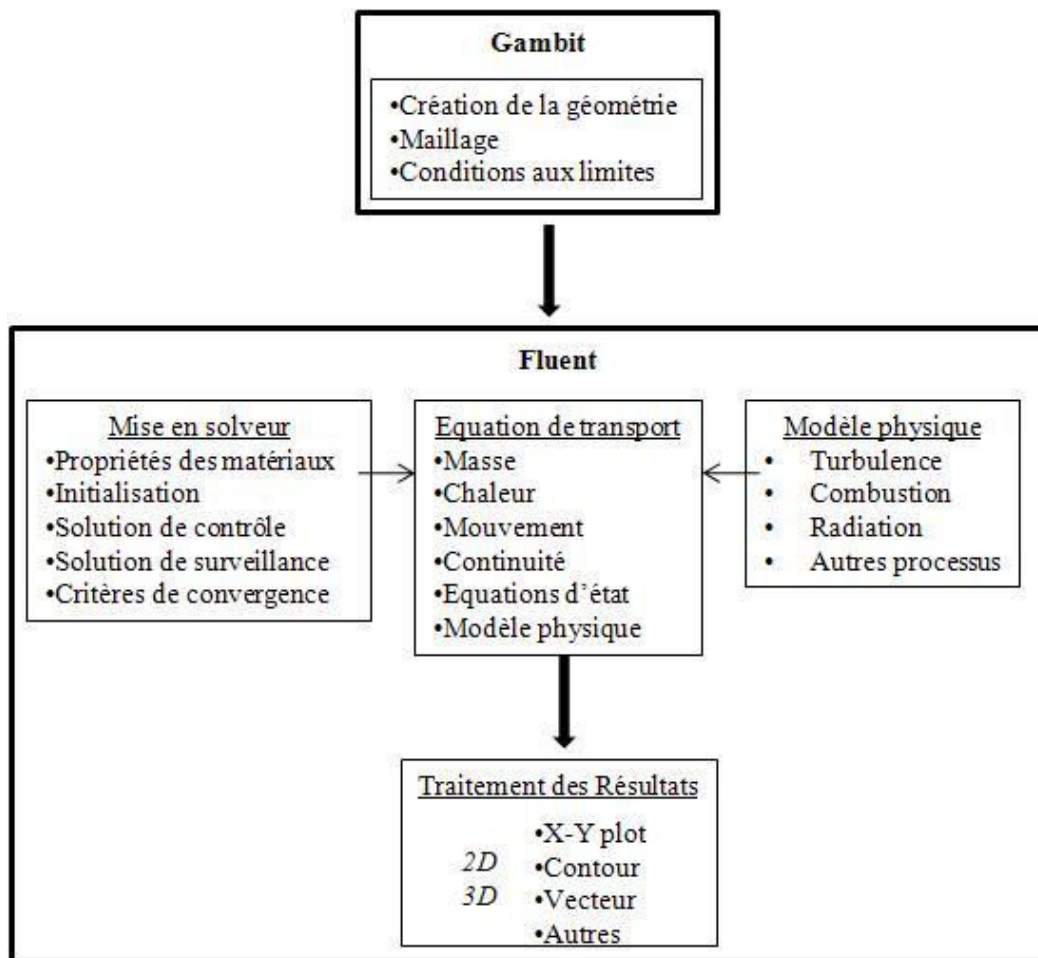 Gambit
•Création de la géométrie
•Maillage
•Conditions aux limites
Fluent
Mise en solveur
•Propriétés des matériaux
•Initialisation
•Solution de contrôle
•Solution de surveillance
•Critères de convergence
Equation de transport
•Masse
•Chaleur
•Mouvement
•Continuité
•Equations d'état
•Modèle physique
Modèle physique
• Turbulence
• Combustion
• Radiation
• Autres processus
Traitement des Résultats
•X-Y plot
2D •Contour
3D •Vecteur
•Autres